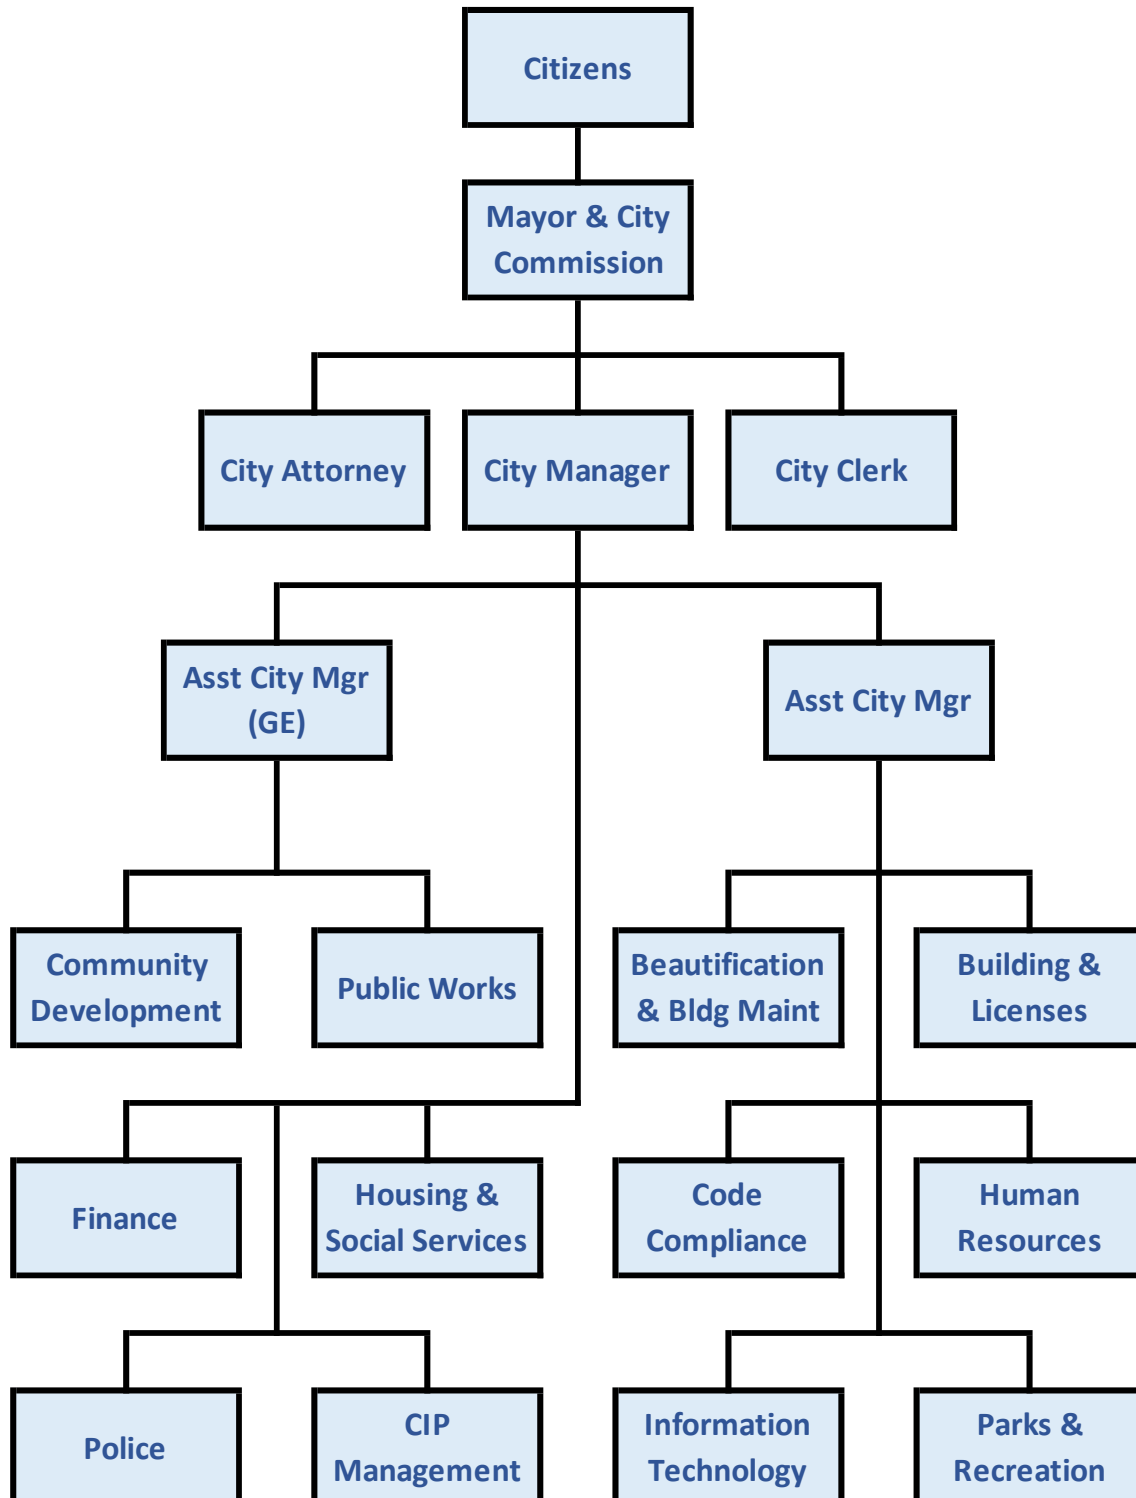 Citizens
Mayor & City
Commission
City Attorney
City Manager
City Clerk
Asst City Mgr
(GE)
Asst City Mgr
Community
Development
Public Works
Beautification
& Bldg Maint
Building &
Licenses
Finance
Housing &
Social Services
Code
Compliance
Human
Resources
Police
CIP
Management
Information
Technology
Parks &
Recreation